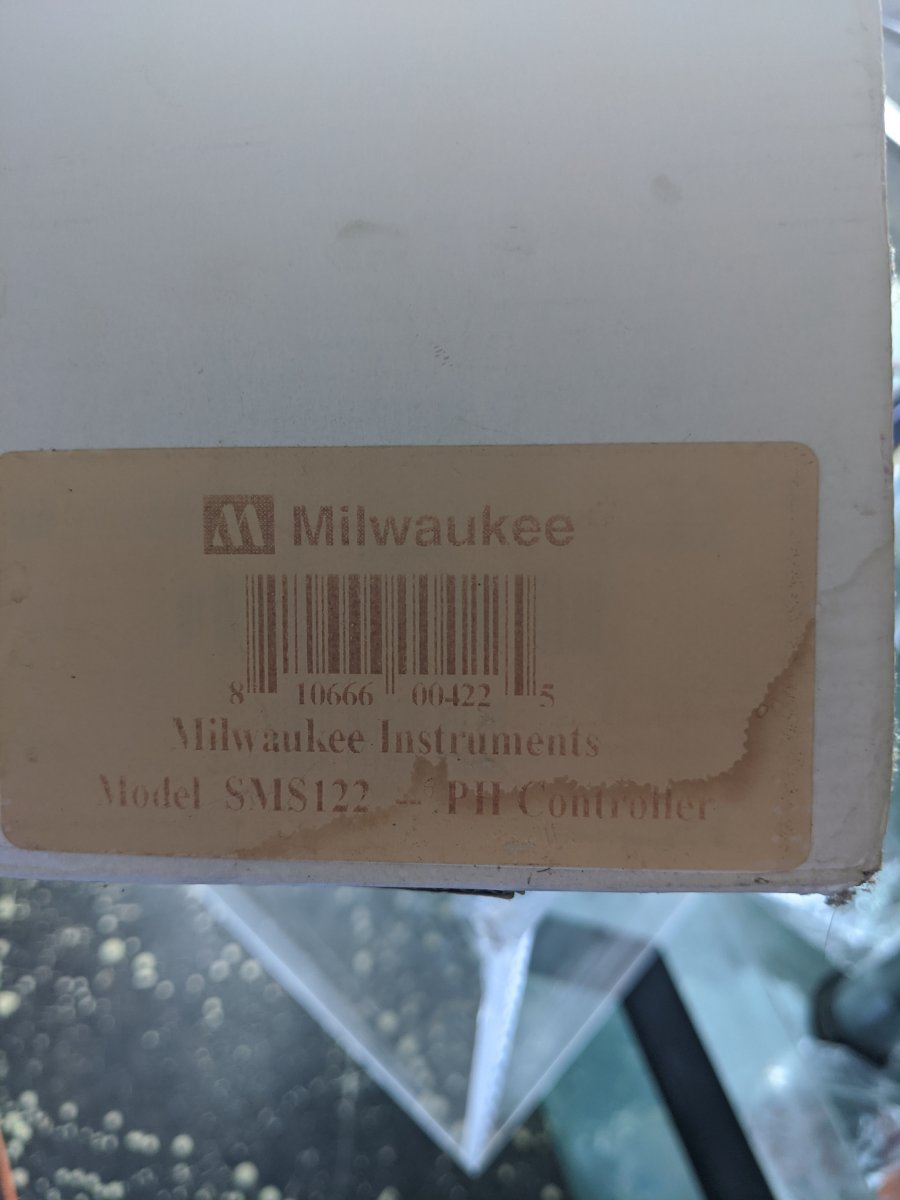 Milwaukee
8 10666 00422 5
Milwaukee Instruments
Model SMS122 -- PH Controller